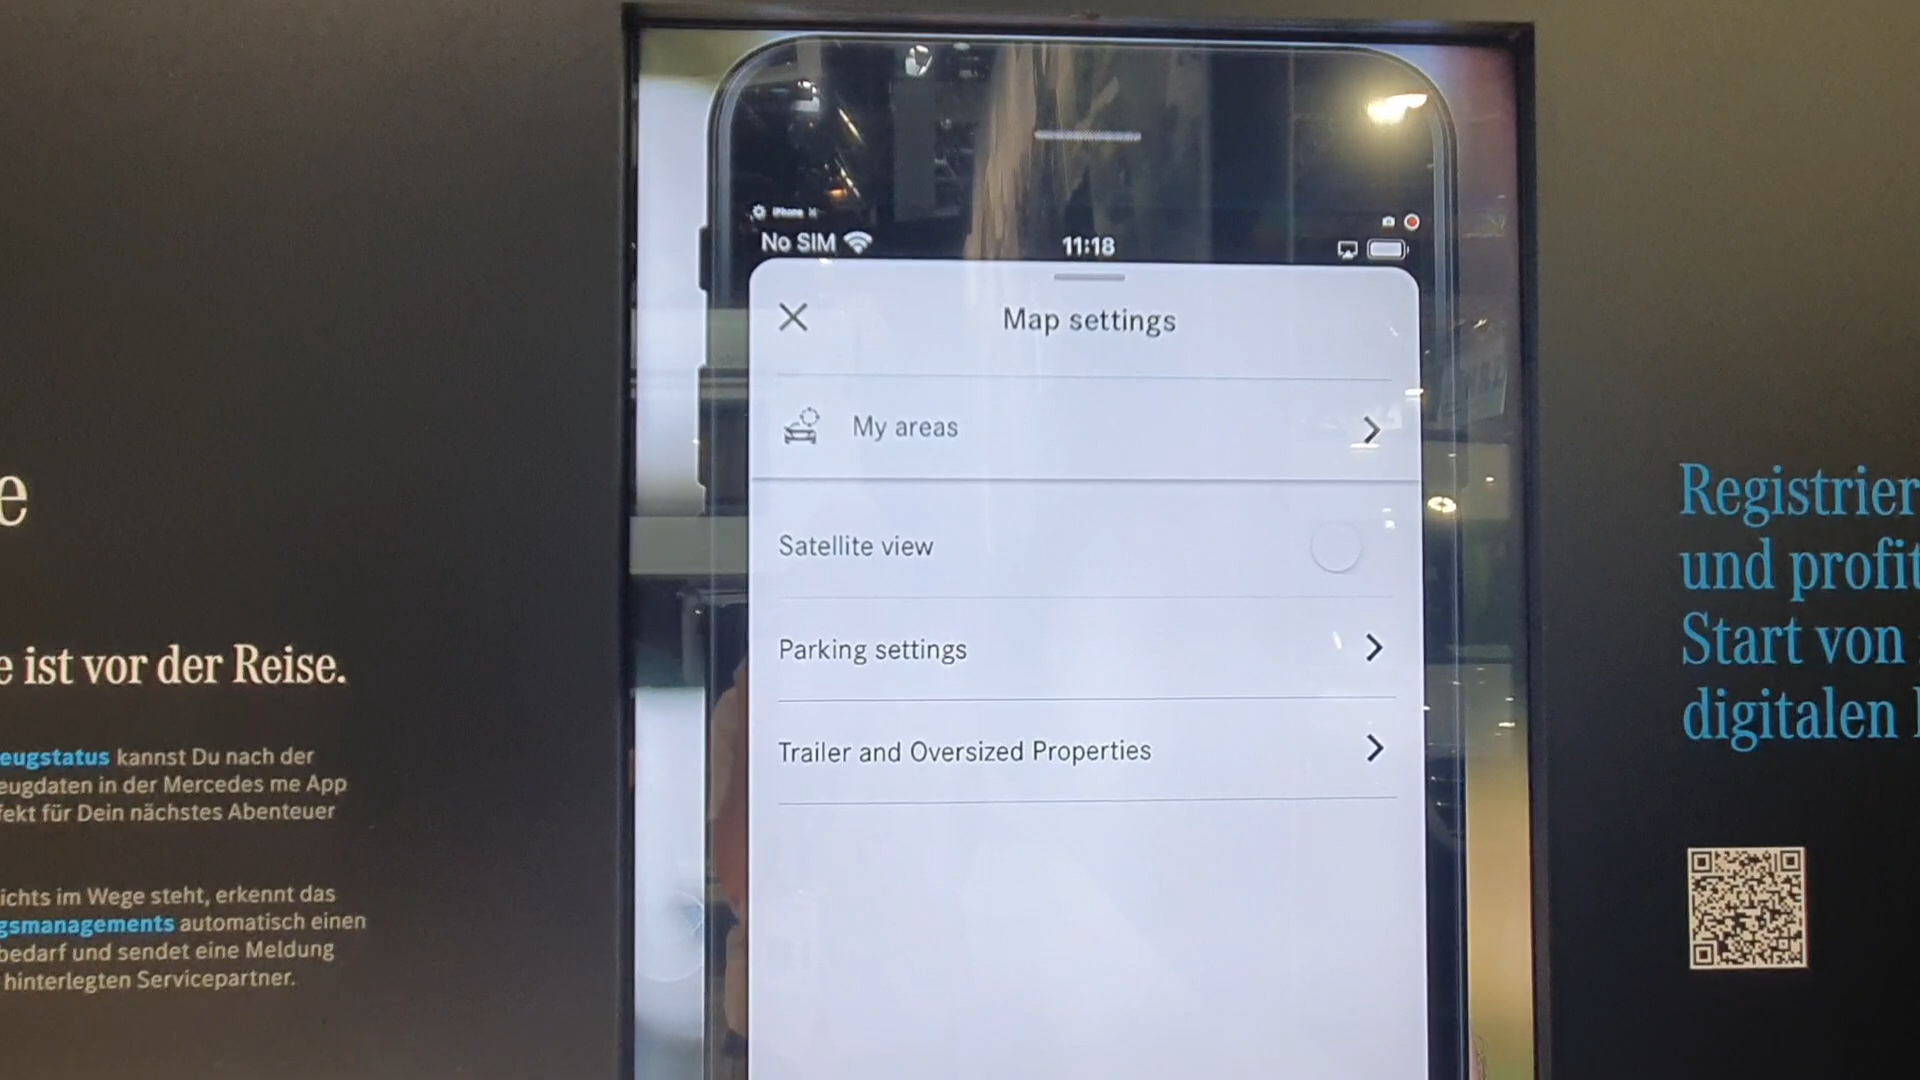 e
e ist vor der Reise.
eugstatus kannst Du nach der
eugdaten in der Mercedes me App
fekt für Dein nächstes Abenteuer
ichts im Wege steht, erkennt das
gsmanagements automatisch einen
bedarf und sendet eine Meldung
hinterlegten Servicepartner.
iPhone
No SIM
11:18
Map settings
My areas
Satellite view
Parking settings
Trailer and Oversized Properties
Registrier
und profit
Start von
digitalen